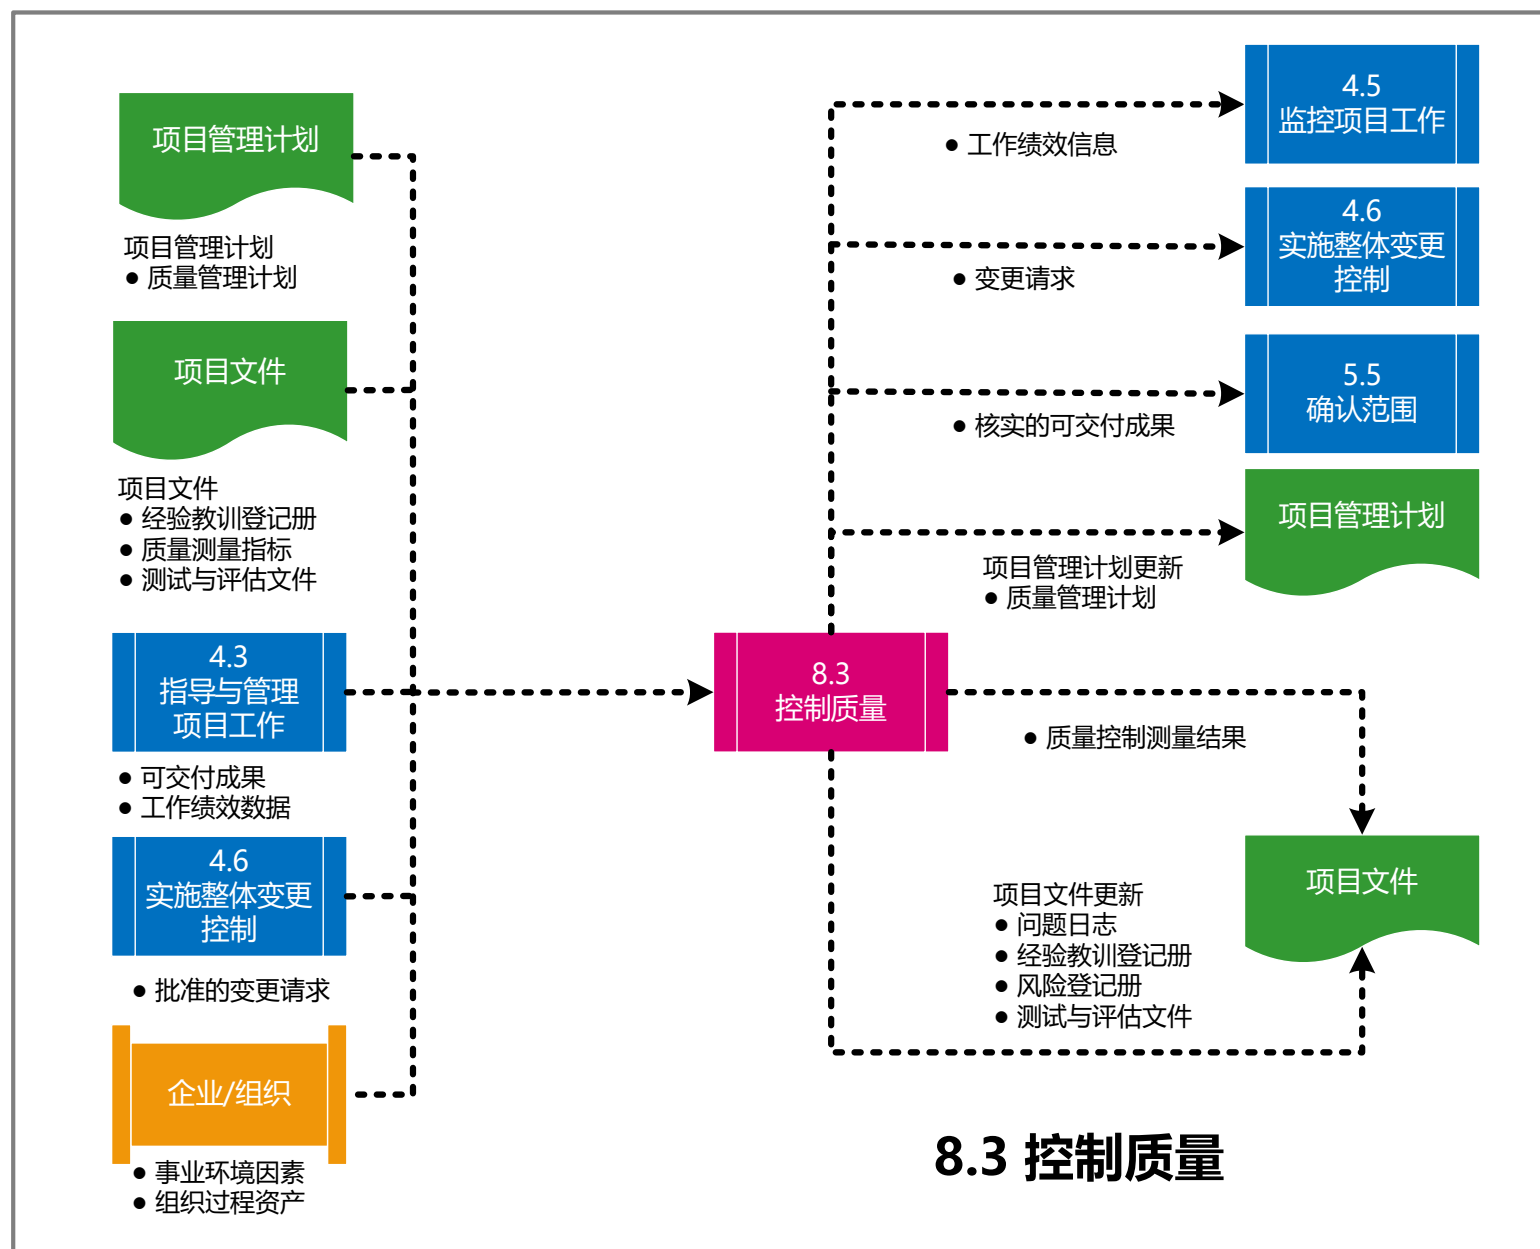 项目管理计划
项目管理计划
● 质量管理计划
项目文件
项目文件
● 经验教训登记册
● 质量测量指标
● 测试与评估文件
4.3
指导与管理
项目工作
● 可交付成果
● 工作绩效数据
4.6
实施整体变更
控制
● 批准的变更请求
企业/组织
● 事业环境因素
● 组织过程资产
8.3
控制质量
● 工作绩效信息
4.5
监控项目工作
● 变更请求
4.6
实施整体变更
控制
● 核实的可交付成果
5.5
确认范围
项目管理计划更新
● 质量管理计划
项目管理计划
● 质量控制测量结果
项目文件更新
● 问题日志
● 经验教训登记册
● 风险登记册
● 测试与评估文件
项目文件
8.3 控制质量